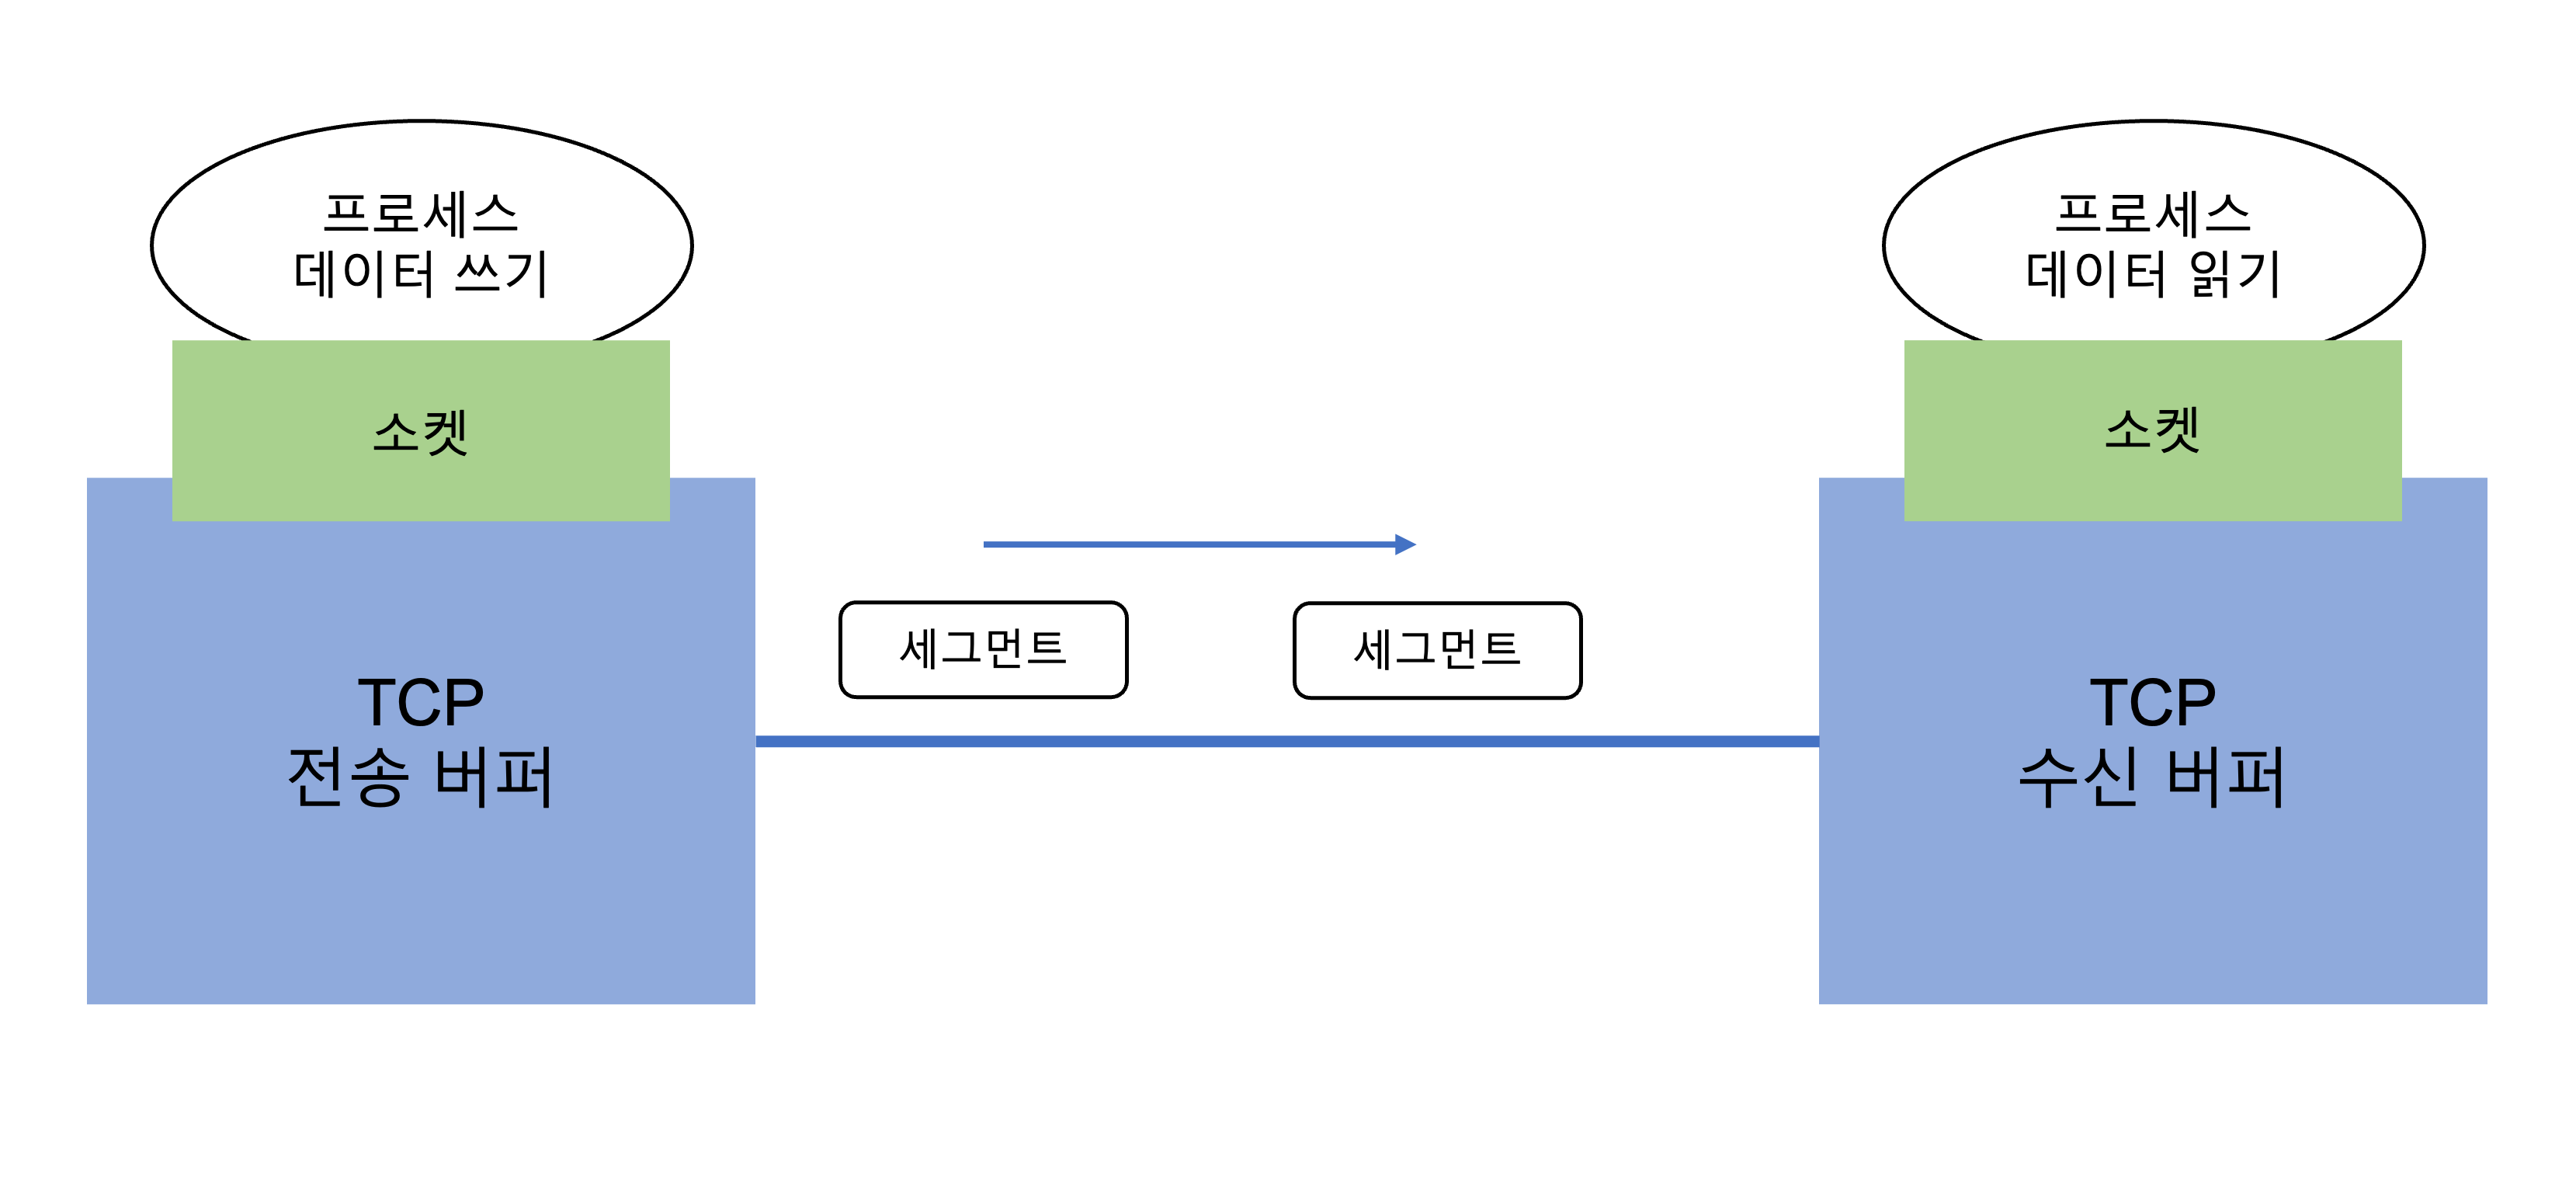 프로세스
데이터 쓰기
소켓
TCP
전송 버퍼
세그먼트
세그먼트
프로세스
데이터 읽기
소켓
TCP
수신 버퍼